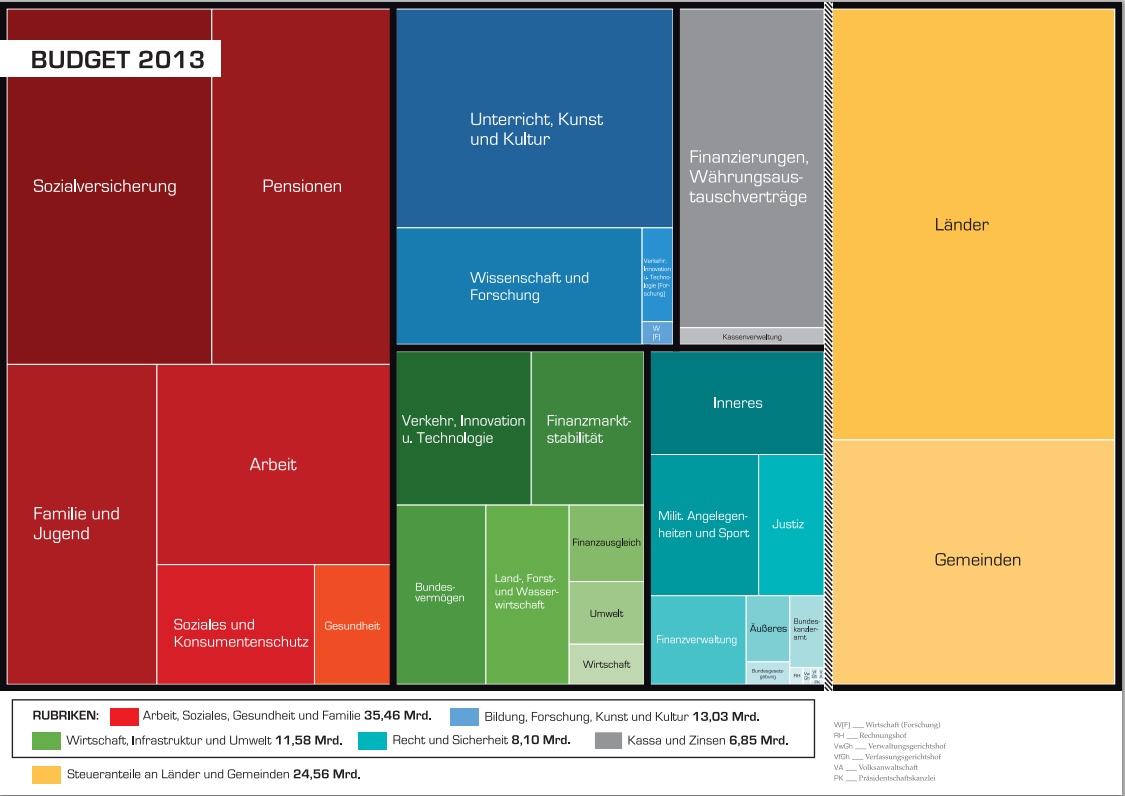 BUDGET 2013
Sozialversicherung
Pensionen
Familie und
Jugend
Arbeit
Soziales und
Konsumentenschutz
Gesundheit
Unterricht, Kunst
und Kultur
Wissenschaft und
Forschung
Verkehr,
Innovation
u. Techno-
logie (For-
schung)
W
(F)
Finanzierungen,
Währungsaus-
tauschverträge
Kassenverwaltung
Verkehr, Innovation
u. Technologie
Finanzmarkt-
stabilität
Bundes-
vermögen
Land-, Forst-
und Wasser-
wirtschaft
Finanzausgleich
Umwelt
Wirtschaft
Inneres
Milit. Angelegen-
heiten und Sport
Justiz
Finanzverwaltung
Äußeres
Bundes-
kanzler-
amt
Bundesgesetz-
gebung
RH
Länder
Gemeinden
RUBRIKEN: Arbeit, Soziales, Gesundheit und Familie 35,46 Mrd. Bildung, Forschung, Kunst und Kultur 13,03 Mrd.
Wirtschaft, Infrastruktur und Umwelt 11,58 Mrd. Recht und Sicherheit 8,10 Mrd. Kassa und Zinsen 6,85 Mrd.
Steueranteile an Länder und Gemeinden 24,56 Mrd.
W(F) ___ Wirtschaft (Forschung)
RH ___ Rechnungshof
VwGh ___ Verwaltungsgerichtshof
VfGh ___ Verfassungsgerichtshof
VA ___ Volksanwaltschaft
PK ___ Präsidentschaftskanzlei